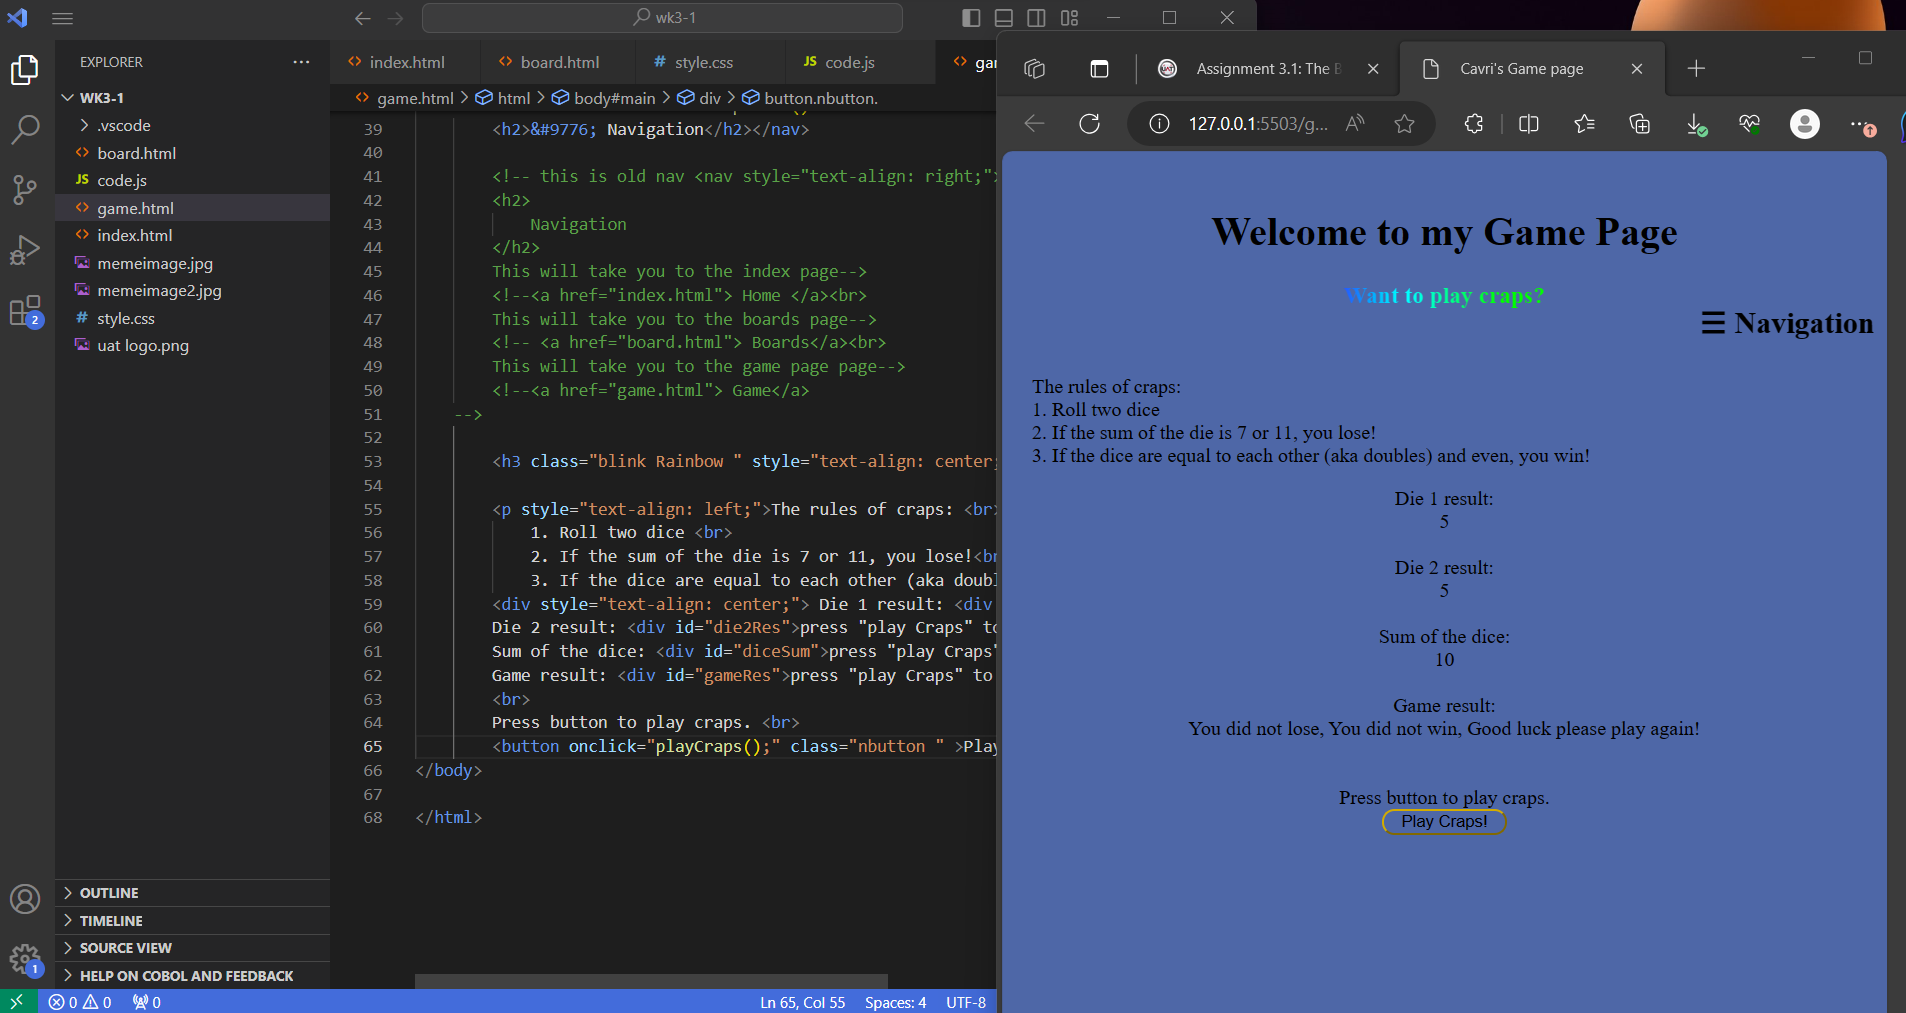 wk3-1
EXPLORER
WK3-1
.vscode
board.html
JS code.js
game.html
index.html
memeimage.jpg
memeimage2.jpg
# style.css
uat logo.png
2
OUTLINE
TIMELINE
SOURCE VIEW
HELP ON COBOL AND FEEDBACK
1
index.html
board.html
# style.css
JS code.js
gam
game.html > html > body#main > div > button.nbutton.
39 <h2>&#9776; Navigation</h2></nav>
40
41 <!-- this is old nav <nav style="text-align: right;">
42 <h2>
43 Navigation
44 </h2>
45 This will take you to the index page-->
46 <!--<a href="index.html"> Home </a><br>
47 This will take you to the boards page-->
48 <!-- <a href="board.html"> Boards</a><br>
49 This will take you to the game page page-->
50 <!--<a href="game.html"> Game</a>
51 -->
52
53 <h3 class="blink Rainbow " style="text-align: center;
54
55 <p style="text-align: left;">The rules of craps: <br>
56 1. Roll two dice <br>
57 2. If the sum of the die is 7 or 11, you lose!<br
58 3. If the dice are equal to each other (aka doubl
59 <div style="text-align: center;"> Die 1 result: <div
60 Die 2 result: <div id="die2Res">press "play Craps" to
61 Sum of the dice: <div id="diceSum">press "play Craps"
62 Game result: <div id="gameRes">press "play Craps" to
63 <br>
64 Press button to play craps. <br>
65 <button onclick="playCraps();" class="nbutton " >Play
66 </body>
67
68 </html>
0 0 0
Ln 65, Col 55 Spaces: 4 UTF-8
Assignment 3.1: The B
Cavri's Game page
127.0.0.1:5503/g...
Welcome to my Game Page
Want to play craps?
☰ Navigation
The rules of craps:
1. Roll two dice
2. If the sum of the die is 7 or 11, you lose!
3. If the dice are equal to each other (aka doubles) and even, you win!
Die 1 result:
5
Die 2 result:
5
Sum of the dice:
10
Game result:
You did not lose, You did not win, Good luck please play again!
Press button to play craps.
Play Craps!